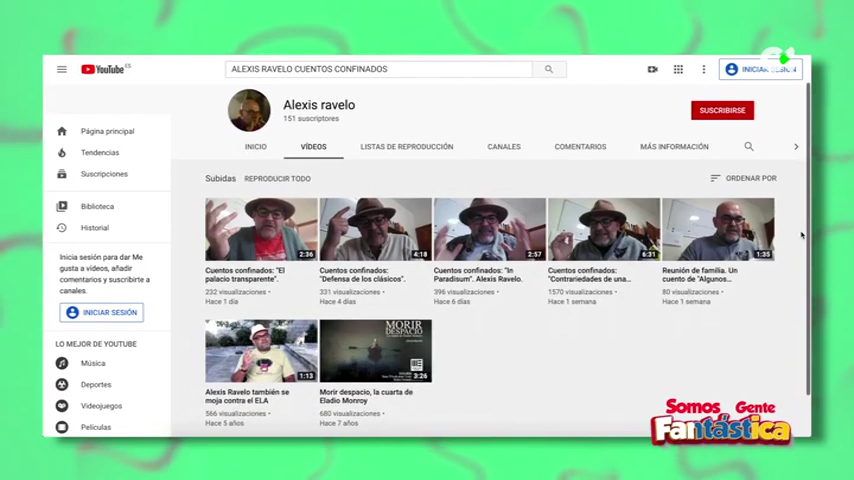 YouTube ES
ALEXIS RAVELO CUENTOS CONFINADOS
INICIAR SESIÓN
Alexis ravelo
151 suscriptores
SUSCRIBIRSE
INICIO VÍDEOS LISTAS DE REPRODUCCIÓN CANALES COMENTARIOS MÁS INFORMACIÓN
Página principal
Tendencias
Suscripciones
Biblioteca
Historial
Inicia sesión para dar Me
gusta a vídeos, añadir
comentarios y suscribirte a
canales.
INICIAR SESIÓN
LO MEJOR DE YOUTUBE
Música
Deportes
Videojuegos
Películas
Subidas REPRODUCIR TODO
ORDENAR POR
2:36
Cuentos confinados: "El
palacio transparente".
232 visualizaciones •
Hace 1 día
4:18
Cuentos confinados:
"Defensa de los clásicos".
331 visualizaciones •
Hace 4 días
2:57
Cuentos confinados: "In
Paradisum". Alexis Ravelo.
396 visualizaciones •
Hace 6 días
6:31
Cuentos confinados:
"Contrariedades de una...
1570 visualizaciones •
Hace 1 semana
1:35
Reunión de familia. Un
cuento de "Algunos...
80 visualizaciones •
Hace 1 semana
1:13
Alexis Ravelo también se
moja contra el ELA
566 visualizaciones •
Hace 5 años
MORIR
DESPACIO
3:26
Morir despacio, la cuarta de
Eladio Monroy
680 visualizaciones •
Hace 7 años
Somos Gente
Fantástica